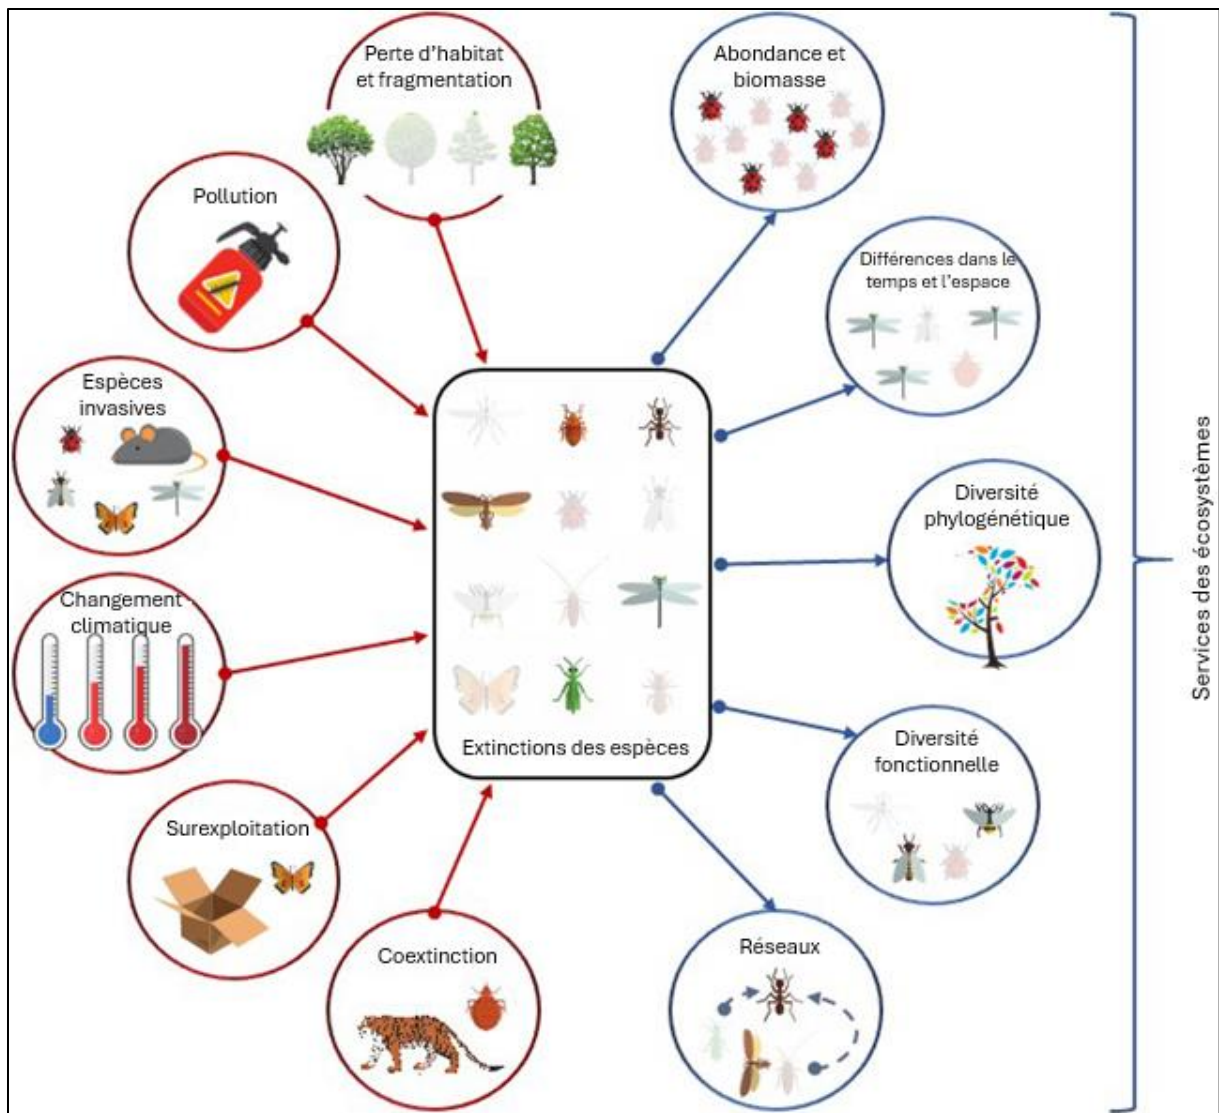 Perte d'habitat
et fragmentation
Pollution
Espèces
invasives
Changement
climatique
Surexploitation
Coextinction
Extinctions des espèces
Abondance et
biomasse
Différences dans le
temps et l'espace
Diversité
phylogénétique
Diversité
fonctionnelle
Réseaux
Services des écosystèmes